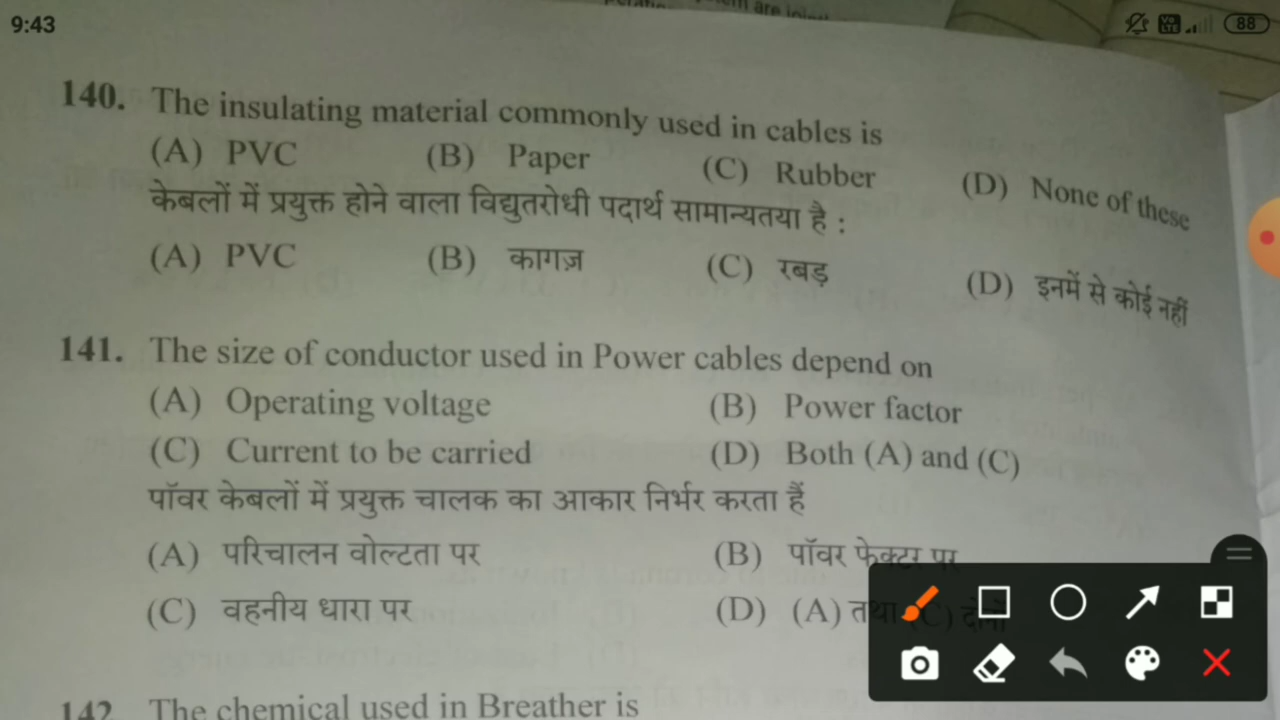 9:43
88
140. The insulating material commonly used in cables is
(A) PVC (B) Paper (C) Rubber (D) None of these
केबलों में प्रयुक्त होने वाला विद्युतरोधी पदार्थ सामान्यतया है :
(A) PVC (B) कागज़ (C) रबड़ (D) इनमें से कोई नहीं
141. The size of conductor used in Power cables depend on
(A) Operating voltage (B) Power factor
(C) Current to be carried (D) Both (A) and (C)
पॉवर केबलों में प्रयुक्त चालक का आकार निर्भर करता हैं
(A) परिचालन वोल्टता पर (B) पॉवर फेक्टर पर
(C) वहनीय धारा पर (D) (A) तथा (C) दोनों
142. The chemical used in Breather is